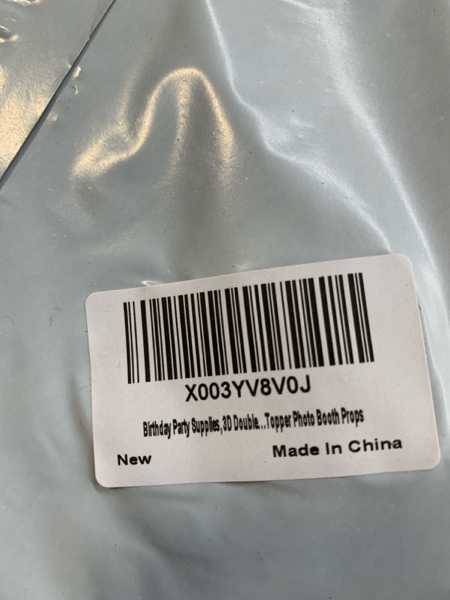 X003YV8V0J
Birthday Party Supplies,3D Double...Topper Photo Booth Props
New
Made In China